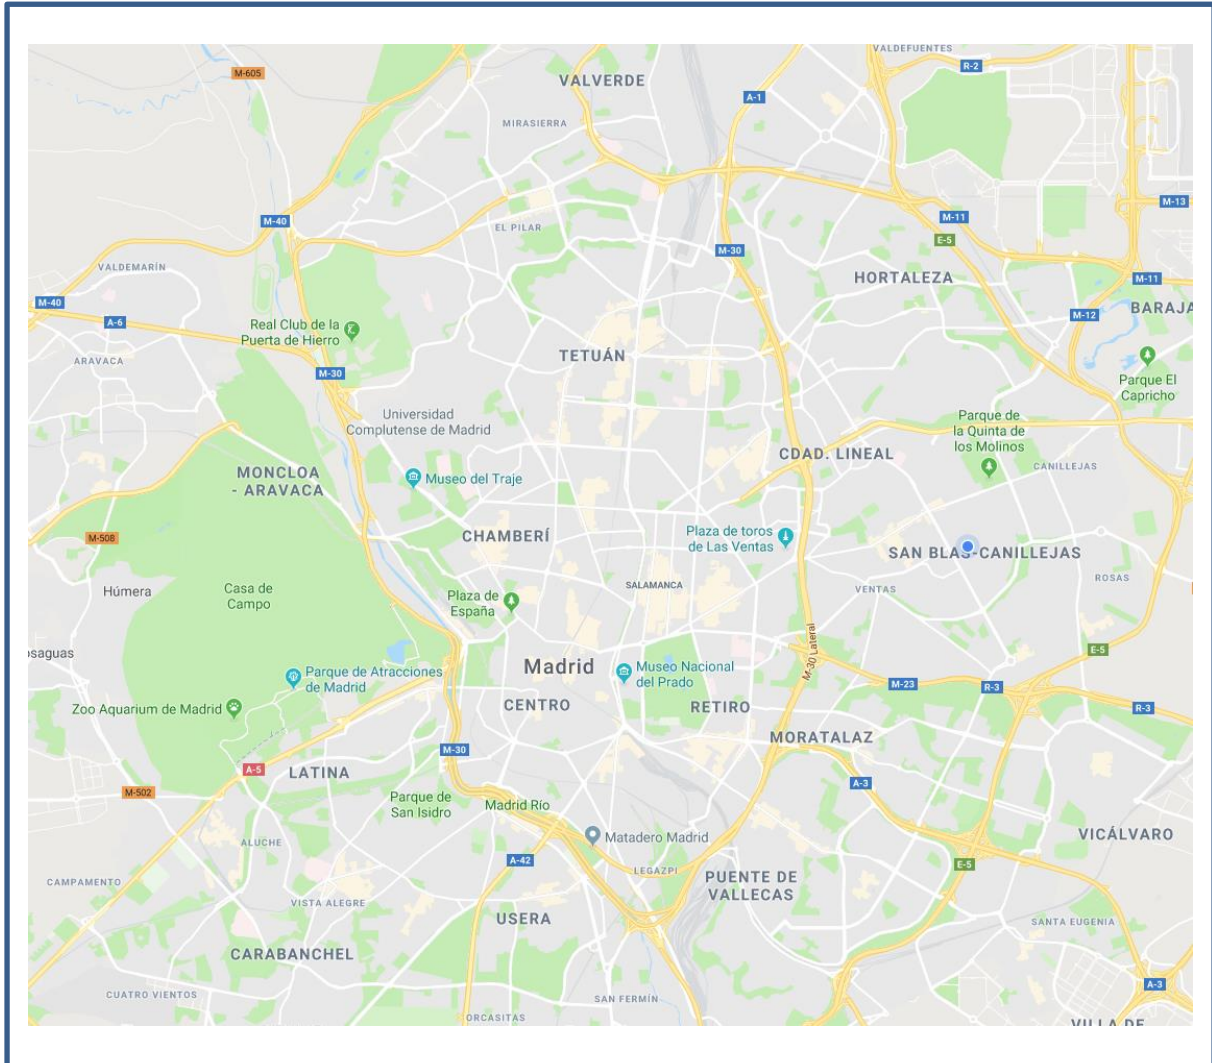 VALDEFUENTES
R-2
M-605
VALVERDE
A-1
MIRASIERRA
M-13
M-40
M-11
EL PILAR
E-5
M-30
VALDEMARÍN
HORTALEZA
M-11
M-40
BARAJA
M-12
A-6
Real Club de la
Puerta de Hierro
TETUÁN
ARAVACA
M-30
Parque El
Capricho
Universidad
Complutense de Madrid
Parque de
la Quinta de
los Molinos
CDAD. LINEAL
CANILLEJAS
MONCLOA
- ARAVACA
Museo del Traje
M-508
CHAMBERÍ
Plaza de toros
de Las Ventas
SAN BLAS-CANILLEJAS
ROSAS
Húmera
Casa de
Campo
SALAMANCA
VENTAS
Plaza de
España
M-30 Lateral
osaguas
E-5
Madrid
Museo Nacional
del Prado
Parque de Atracciones
de Madrid
M-23
R-3
Zoo Aquarium de Madrid
CENTRO
RETIRO
R-3
MORATALAZ
M-30
A-5
LATINA
A-3
M-502
Parque de
San Isidro
Madrid Río
Matadero Madrid
VICÁLVARO
ALUCHE
A-42
E-5
LEGAZPI
CAMPAMENTO
PUENTE DE
VALLECAS
VISTA ALEGRE
USERA
SANTA EUGENIA
CARABANCHEL
A-3
CUATRO VIENTOS
SAN FERMÍN
ORCASITAS
VILLA DE